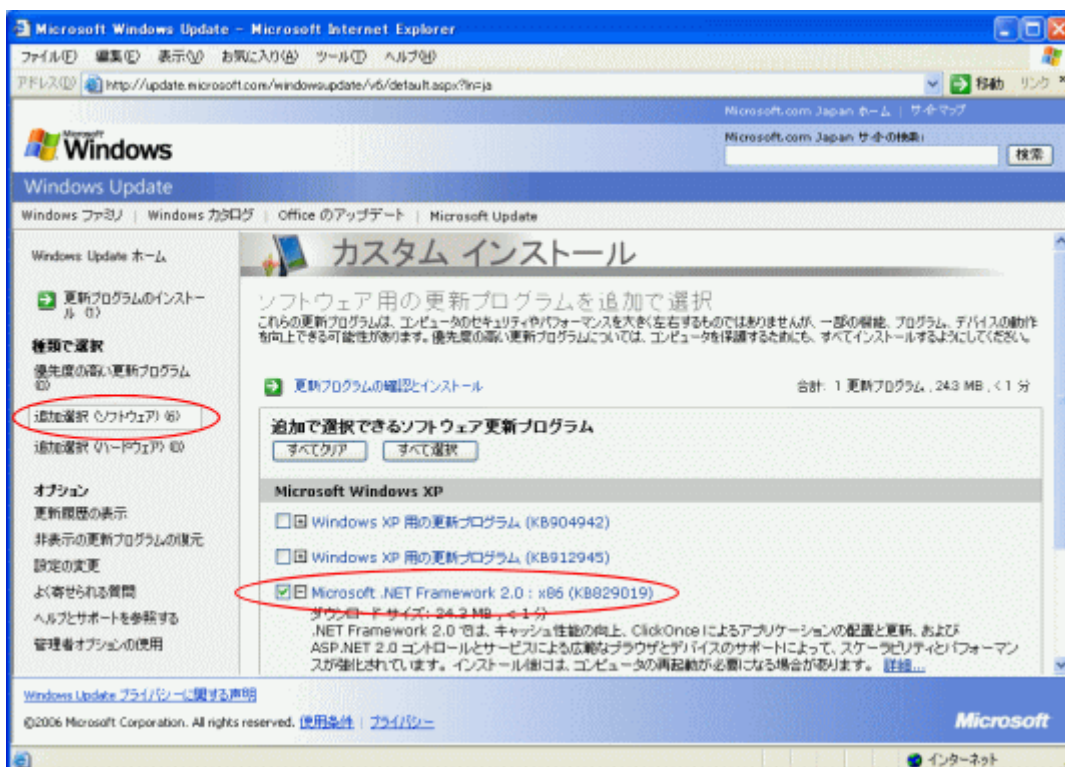 Microsoft Windows Update - Microsoft Internet Explorer
ファイル(F) 編集(E) 表示(V) お気に入り(A) ツール(T) ヘルプ(H)
アドレス(D) http://update.microsoft.com/windowsupdate/v6/default.aspx?ln=ja 移動 リンク »
Microsoft.com Japan ホーム | サイトマップ
Microsoft Windows
Microsoft.com Japan サイトの検索:
検索
Windows Update
Windows ファミリ | Windows カタログ | Office のアップデート | Microsoft Update
Windows Update ホーム
更新プログラムのインストー
ル (1)
種類で選択
優先度の高い更新プログラム
(0)
追加選択 (ソフトウェア) (6)
追加選択 (ハードウェア) (0)
オプション
更新履歴の表示
非表示の更新プログラムの復元
設定の変更
よく寄せられる質問
ヘルプとサポートを参照する
管理者オプションの使用
カスタム インストール
ソフトウェア用の更新プログラムを追加で選択
これらの更新プログラムは、コンピュータのセキュリティやパフォーマンスを大きく左右するものではありませんが、一部の機能、プログラム、デバイスの動作
を向上できる可能性があります。優先度の高い更新プログラムについては、コンピュータを保護するためにも、すべてインストールするようにしてください。
更新プログラムの確認とインストール
合計: 1 更新プログラム , 24.3 MB , < 1 分
追加で選択できるソフトウェア更新プログラム
すべてクリア すべて選択
Microsoft Windows XP
Windows XP 用の更新プログラム (KB904942)
Windows XP 用の更新プログラム (KB912945)
Microsoft .NET Framework 2.0 : x86 (KB829019)
ダウンロード サイズ: 24.3 MB , < 1 分
.NET Framework 2.0 では、キャッシュ性能の向上、ClickOnce によるアプリケーションの配置と更新、および
ASP.NET 2.0 コントロールとサービスによる広範なブラウザとデバイスのサポートによって、スケーラビリティとパフォーマン
スが強化されています。インストール後には、コンピュータの再起動が必要になる場合があります。 詳細...
Windows Update プライバシーに関する声明
©2006 Microsoft Corporation. All rights reserved. 使用条件 | プライバシー
Microsoft
インターネット